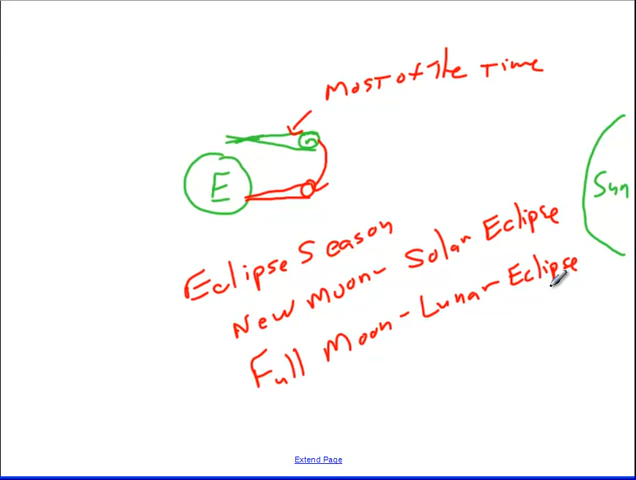 Most of the Time
E
Sun
Eclipse Season
New Moon - Solar Eclipse
Full Moon - Lunar Eclipse
Extend Page